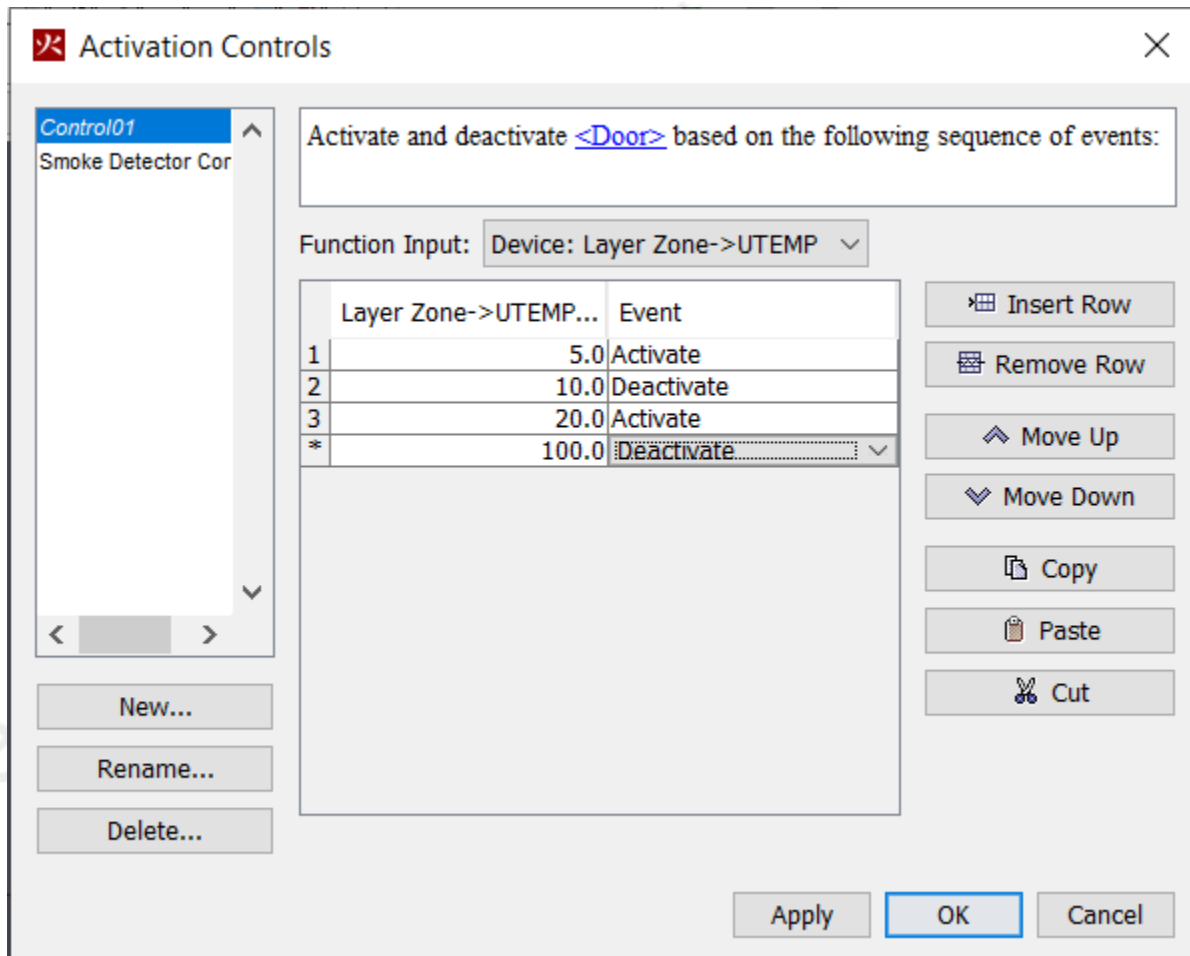 火 Activation Controls
Control01
Smoke Detector Cor
Activate and deactivate <Door> based on the following sequence of events:
Function Input: Device: Layer Zone->UTEMP
Layer Zone->UTEMP... Event
1 5.0 Activate
2 10.0 Deactivate
3 20.0 Activate
* 100.0 Deactivate
Insert Row
Remove Row
Move Up
Move Down
Copy
Paste
Cut
New...
Rename...
Delete...
Apply OK Cancel